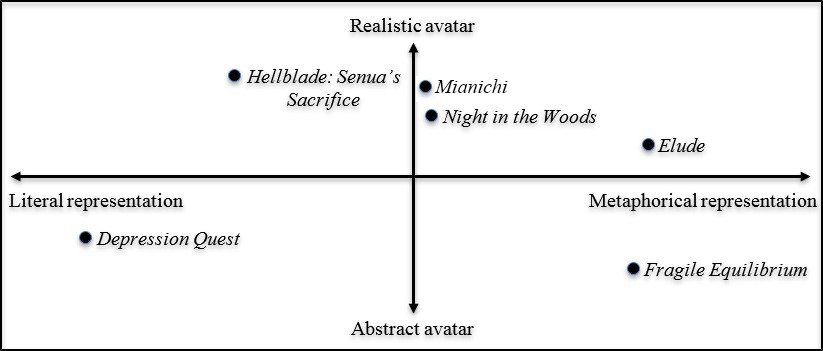 Realistic avatar
Hellblade: Senua's
Sacrifice
Mianichi
Night in the Woods
Elude
Literal representation
Metaphorical representation
Depression Quest
Fragile Equilibrium
Abstract avatar